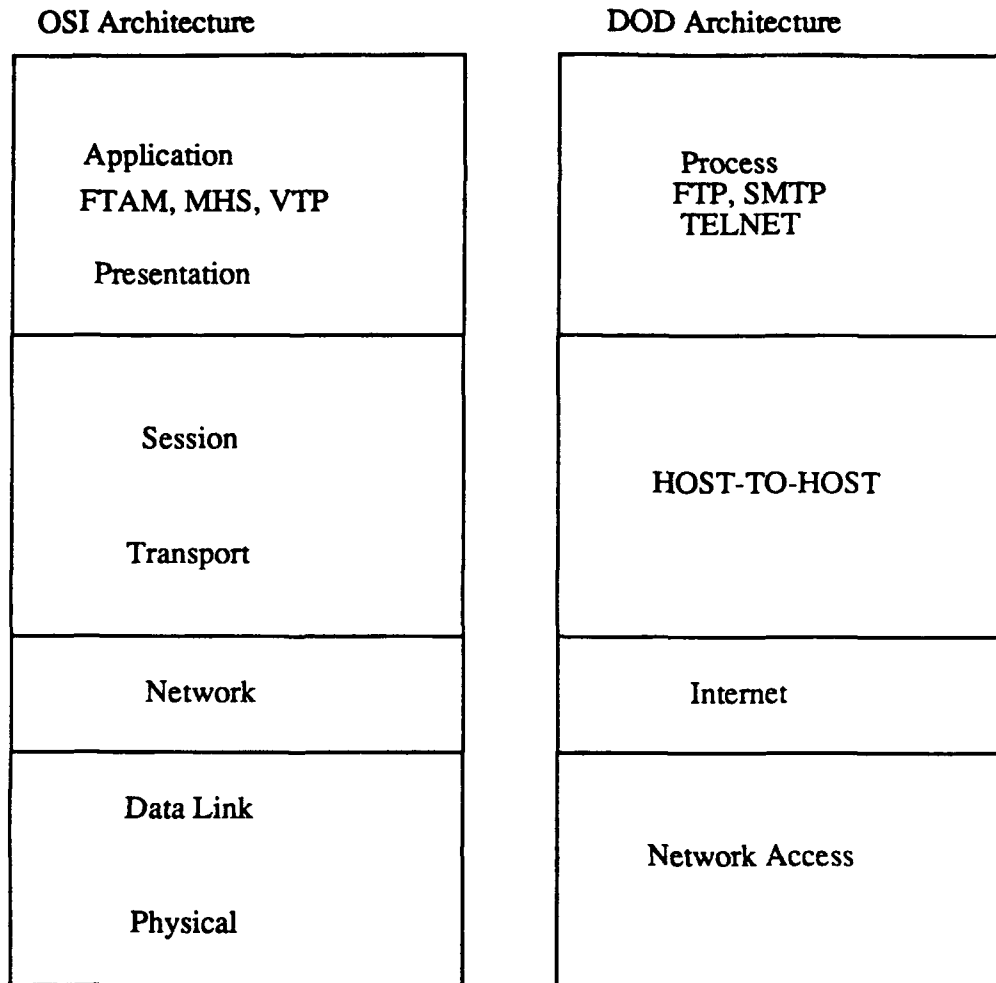 OSI Architecture
Application
FTAM, MHS, VTP
Presentation
Session
Transport
Network
Data Link
Physical
DOD Architecture
Process
FTP, SMTP
TELNET
HOST-TO-HOST
Internet
Network Access